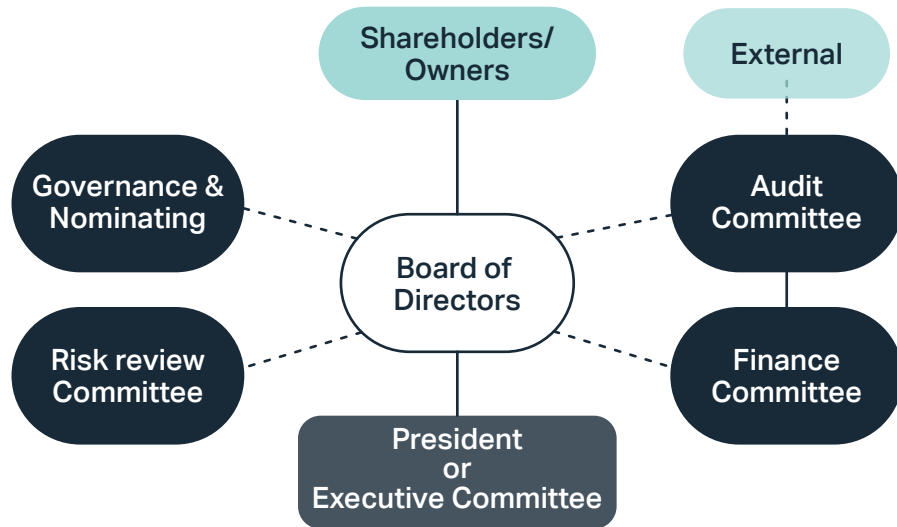 Shareholders/
Owners
External
Governance &
Nominating
Audit
Committee
Board of
Directors
Risk review
Committee
Finance
Committee
President
or
Executive Committee